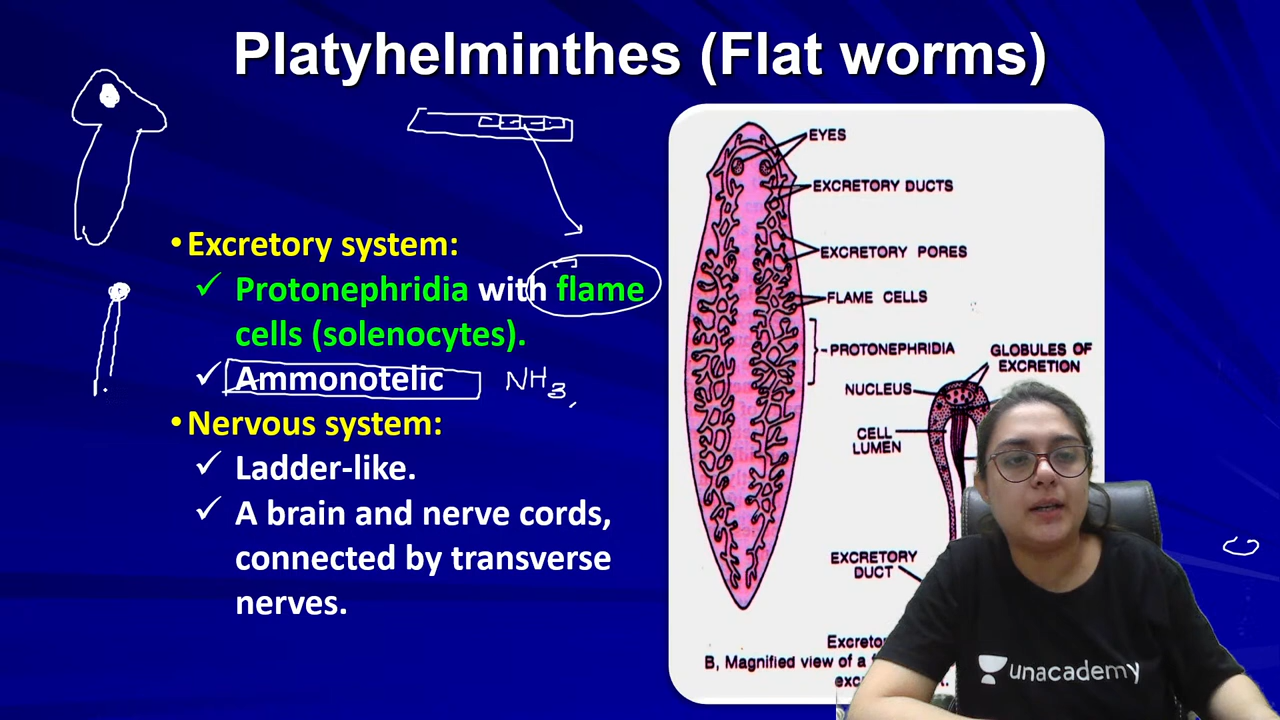 Platyhelminthes (Flat worms)
•Excretory system:
✓ Protonephridia with flame
cells (solenocytes).
✓ Ammonotelic NH3,
•Nervous system:
✓ Ladder-like.
✓ A brain and nerve cords,
connected by transverse
nerves.
EYES
EXCRETORY DUCTS
EXCRETORY PORES
FLAME CELLS
PROTONEPHRIDIA
GLOBULES OF
EXCRETION
NUCLEUS
CELL
LUMEN
EXCRETORY
DUCT
B, Magnified view of a
unacademy